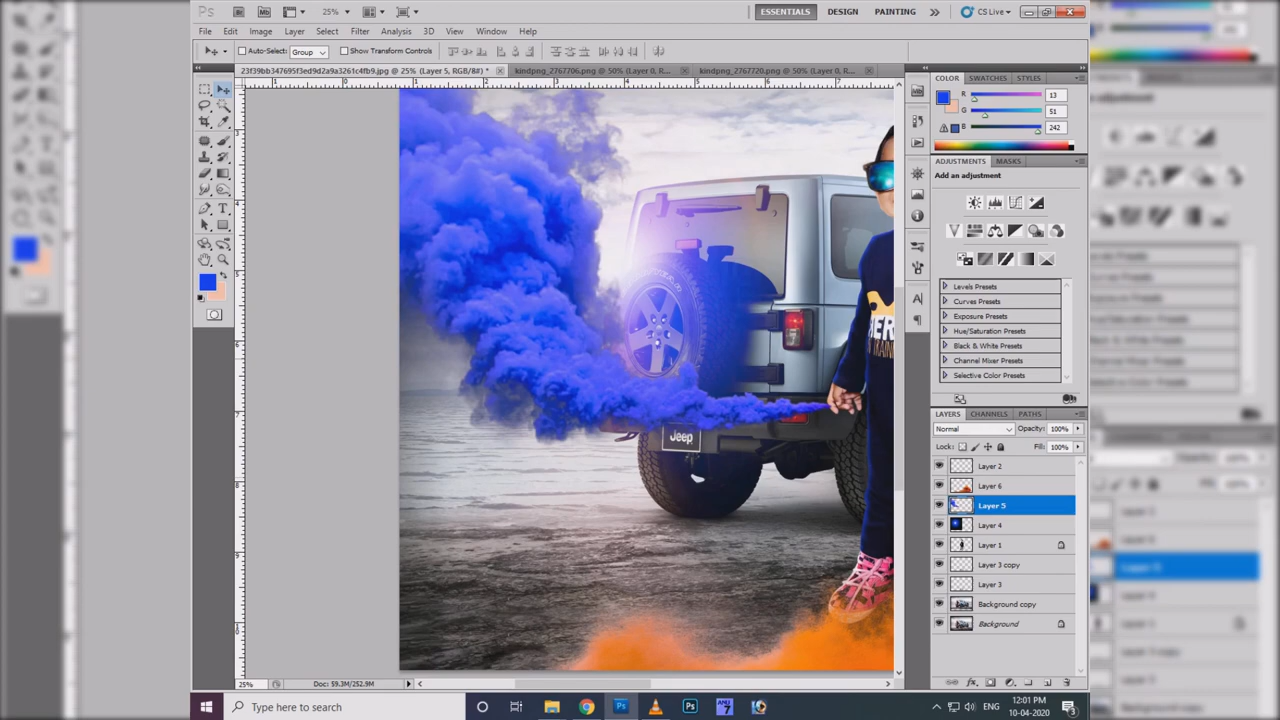 Ps
Br
Mb
25%
ESSENTIALS
DESIGN
PAINTING
CS Live
File
Edit
Image
Layer
Select
Filter
Analysis
3D
View
Window
Help
Auto-Select:
Group
Show Transform Controls
23f39bb347695f3ed9d2a9a3261c4fb9.jpg @ 25% (Layer 5, RGB/8#) *
kindpng_2767706.png @ 50% (Layer 0, R...
kindpng_2767720.png @ 50% (Layer 0, R...
COLOR
SWATCHES
STYLES
R
13
G
51
B
242
ADJUSTMENTS
MASKS
Add an adjustment
Levels Presets
Curves Presets
Exposure Presets
Hue/Saturation Presets
Black & White Presets
Channel Mixer Presets
Selective Color Presets
Jeep
LAYERS
CHANNELS
PATHS
Normal
Opacity:
100%
Lock:
Fill:
100%
Layer 2
Layer 6
Layer 5
Layer 4
Layer 1
Layer 3 copy
Layer 3
Background copy
Background
25%
Doc: 59.3M/252.9M
Type here to search
ENG
12:01 PM
10-04-2020